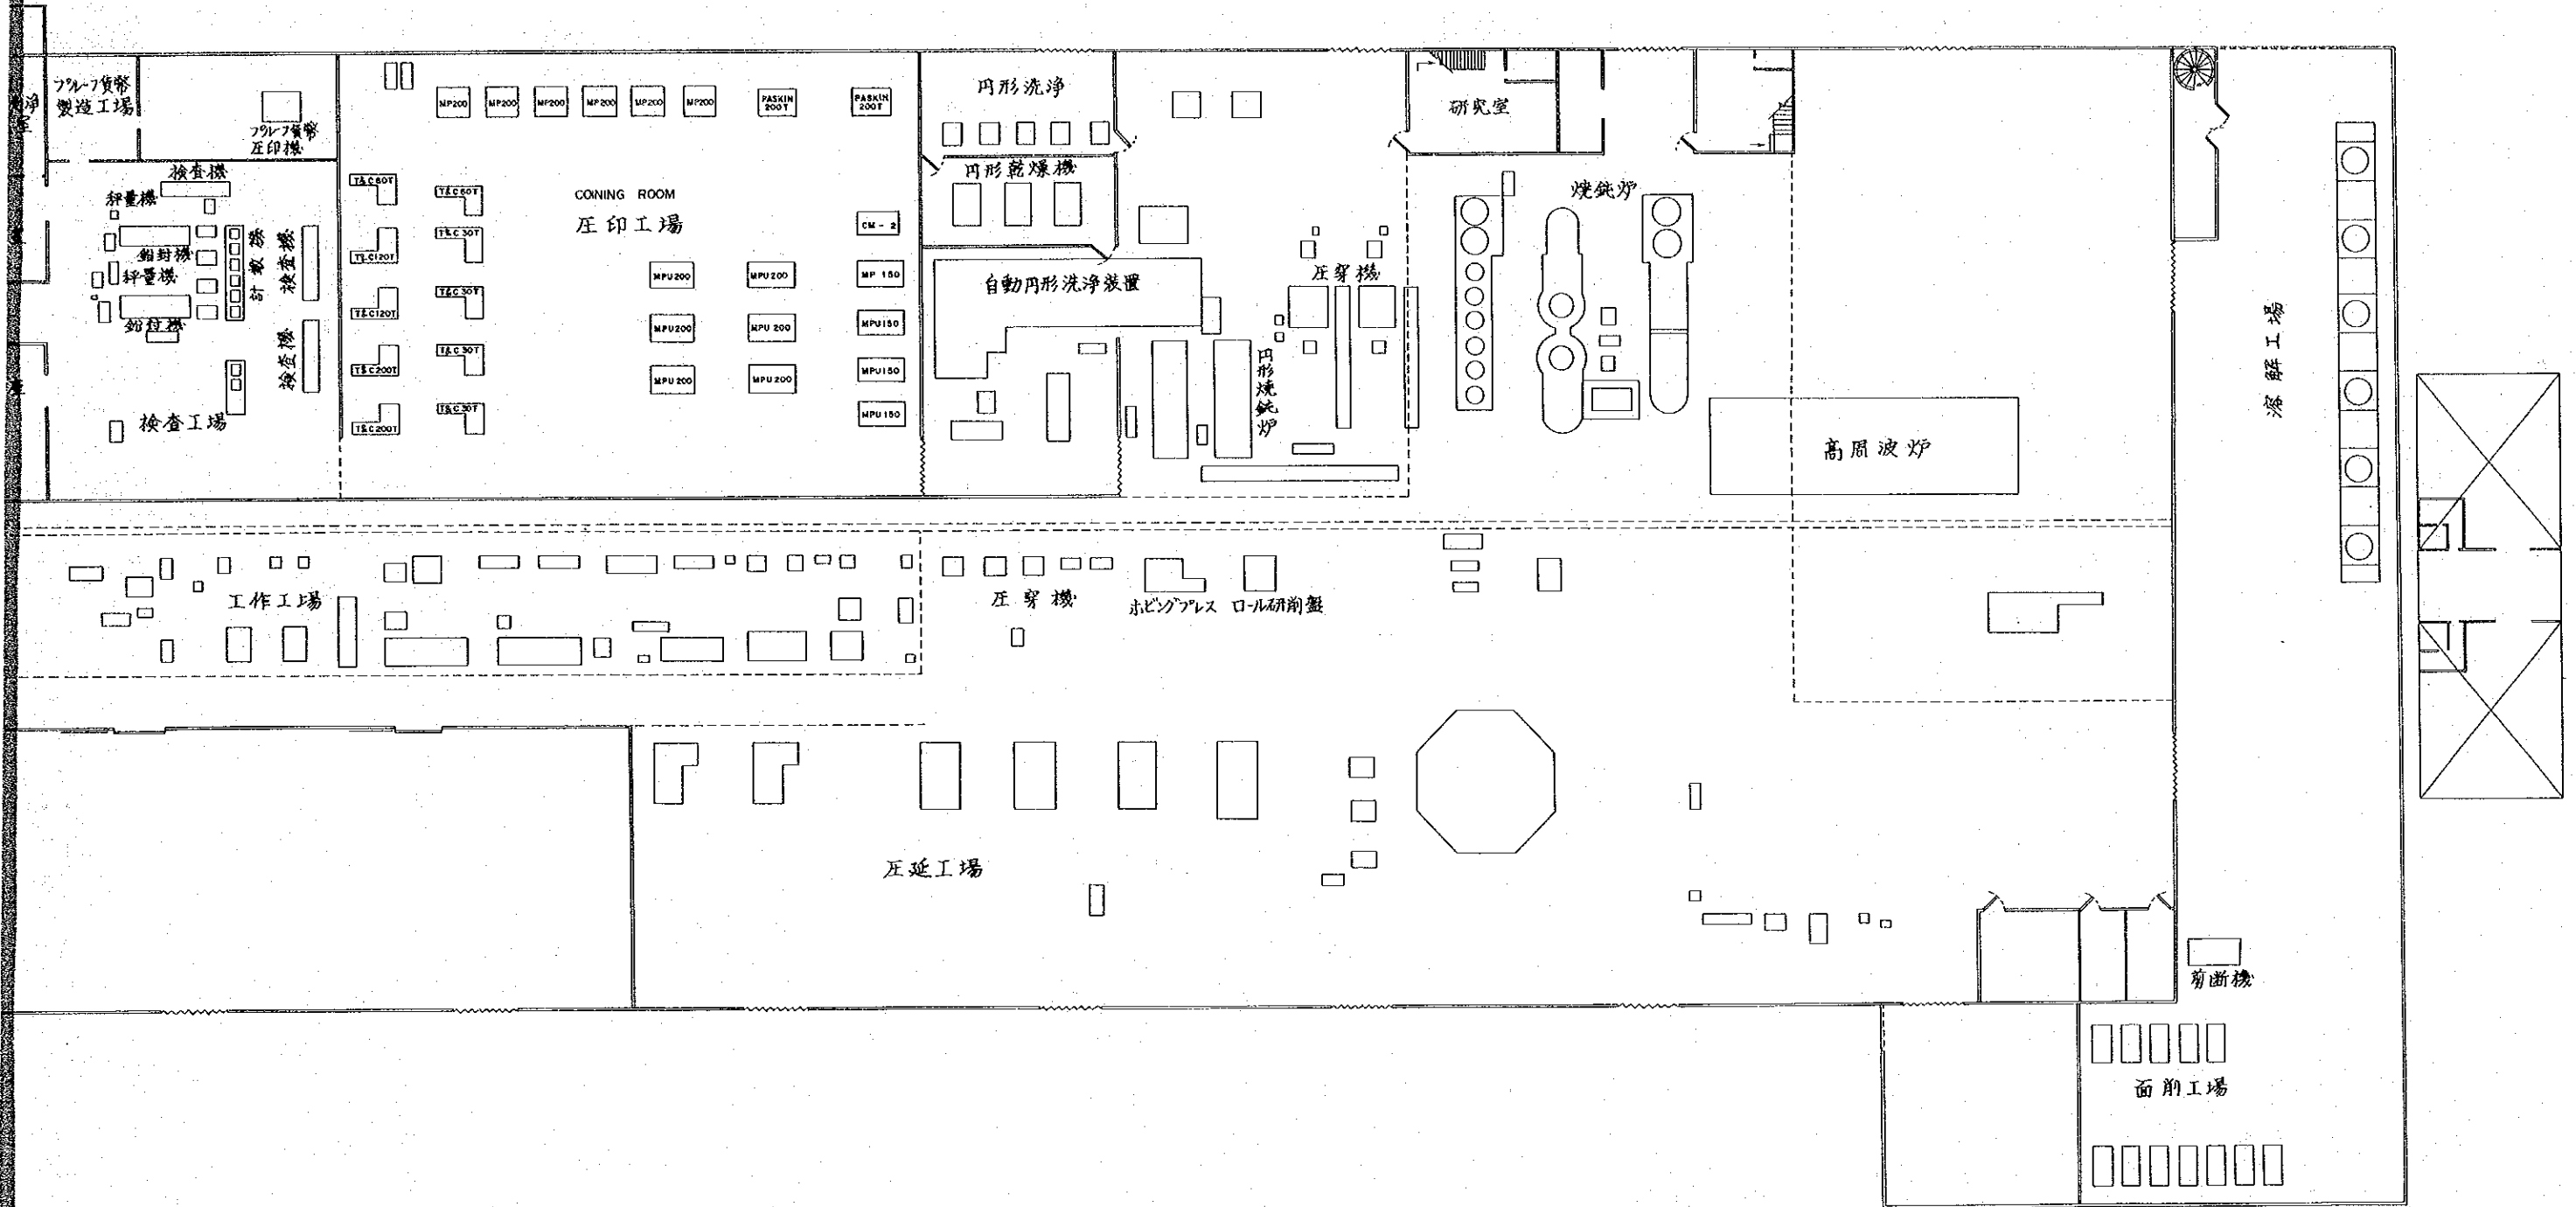 プルーフ貨幣
製造工場
プルーフ貨幣
圧印機
検査機
秤量機
鉛封機
秤量機
鉛付機
計数機
検査機
検査機
検査工場
MP200
MP200
MP200
MP200
MP200
MP200
PASKIN
200T
PASKIN
200T
T&C60T
T&C60T
T&C120T
T&C30T
T&C120T
T&C30T
T&C200T
T&C30T
T&C200T
T&C30T
COINING ROOM
圧印工場
CM-2
MPU200
MPU200
MP 150
MPU200
MPU 200
MPU150
MPU200
MPU200
MPU150
MPU150
円形洗浄
円形乾燥機
自動円形洗浄装置
圧穿機
円形焼鈍炉
研究室
焼鈍炉
高周波炉
溶解工場
工作工場
圧穿機
ホビングプレス
ロール研削盤
圧延工場
剪断機
面削工場